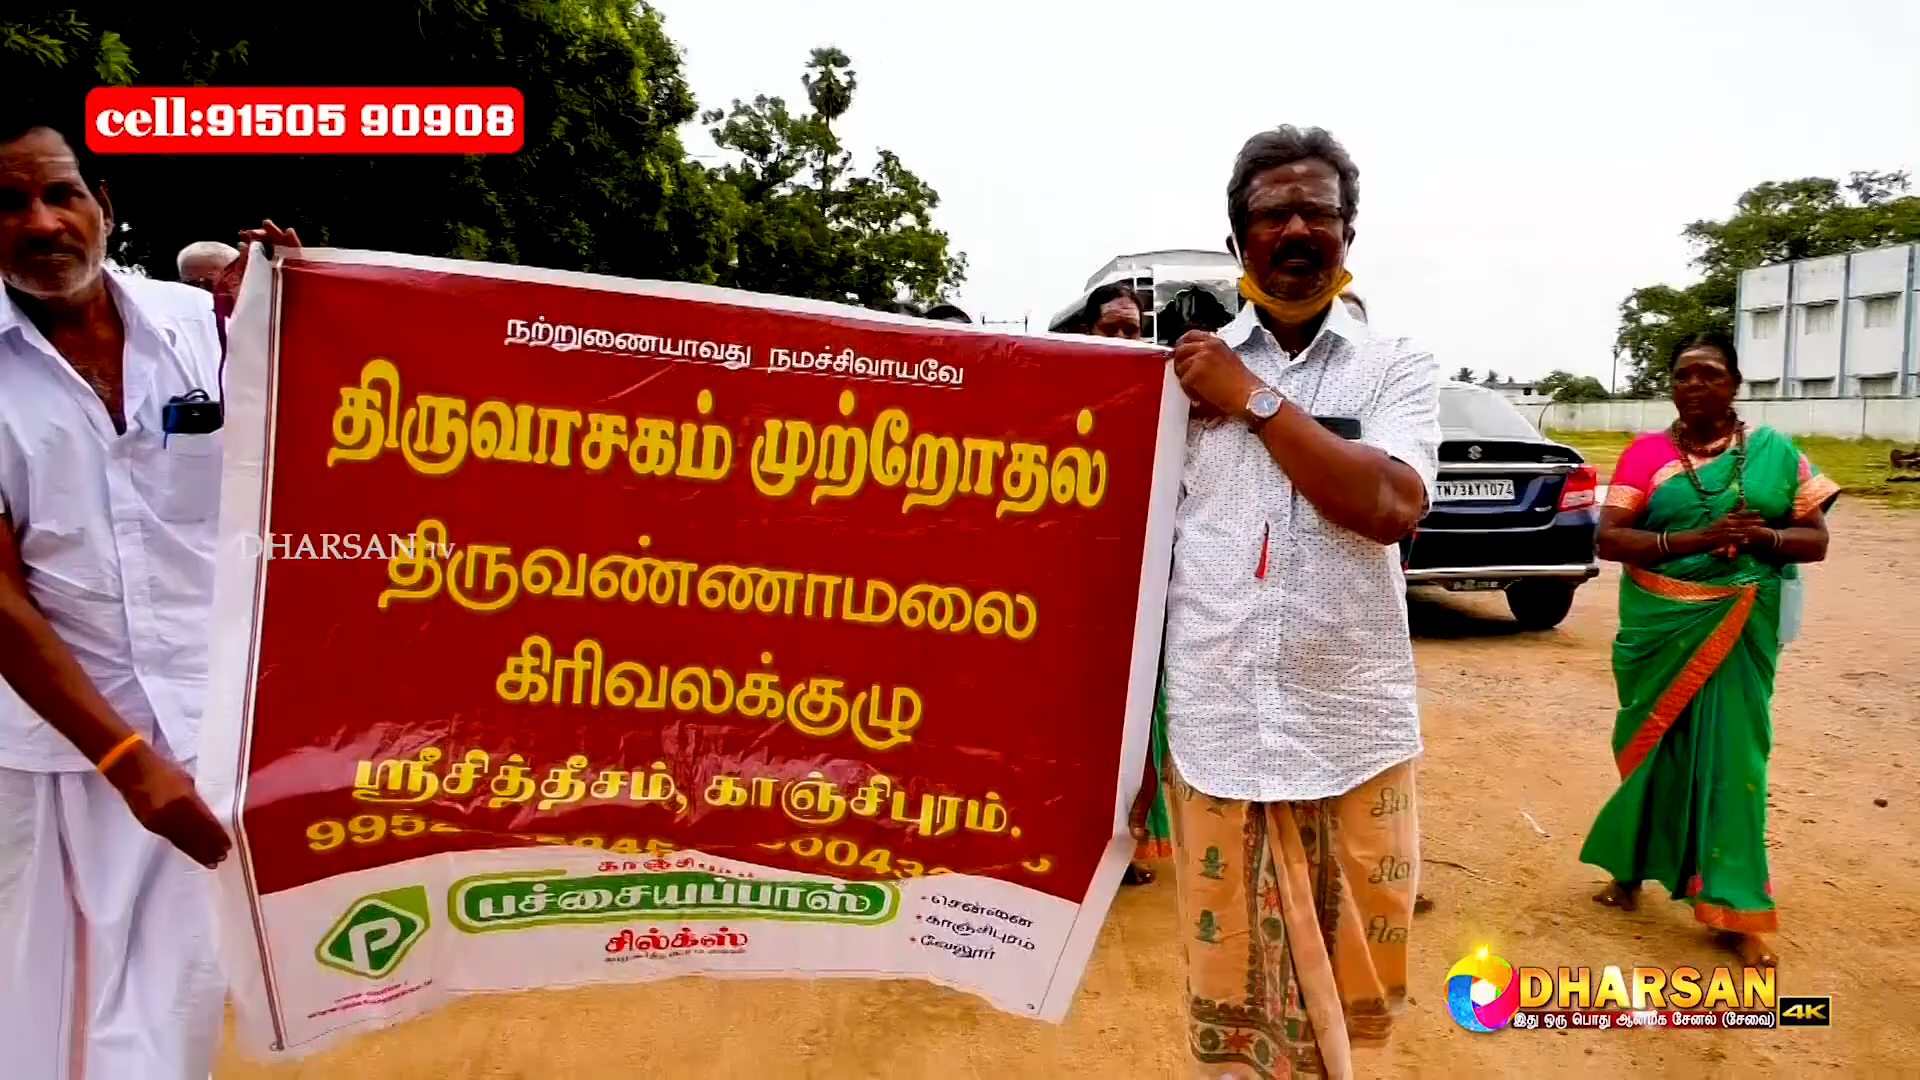 cell:91505 90908
நற்றுணையாவது நமச்சிவாயவே
திருவாசகம் முற்றோதல்
DHARSAN TV
திருவண்ணாமலை
கிரிவலக்குழு
ஸ்ரீசித்தீசம், காஞ்சிபுரம்.
பச்சையப்பாஸ்
சில்க்ஸ்
• சென்னை
• காஞ்சிபுரம்
• வேலூர்
TN73AY1074
DHARSAN 4K
இது ஒரு பொது ஆன்மீக சேனல் (சேவை)